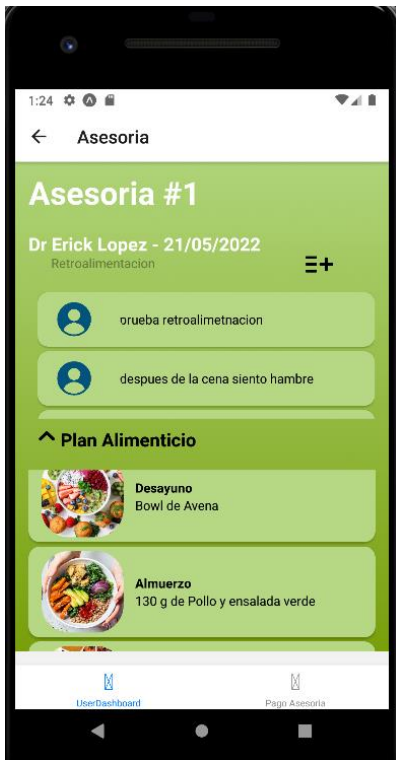 1:24
Asesoria
Asesoria #1
Dr Erick Lopez - 21/05/2022
Retroalimentacion
prueba retroalimetnacion
despues de la cena siento hambre
Plan Alimenticio
Desayuno
Bowl de Avena
Almuerzo
130 g de Pollo y ensalada verde
UserDashboard
Pago Asesoria